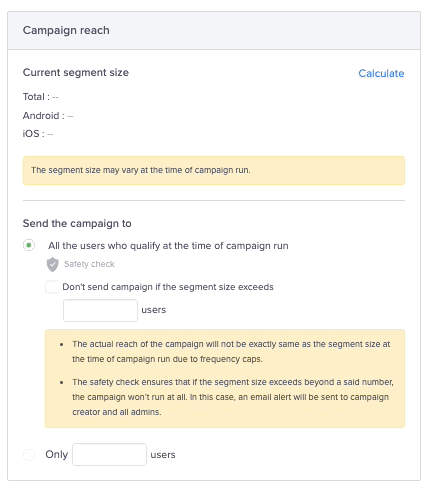 Campaign reach
Current segment size Calculate
Total : --
Android : --
iOS : --
The segment size may vary at the time of campaign run.
Send the campaign to
All the users who qualify at the time of campaign run
Safety check
Don't send campaign if the segment size exceeds
users
• The actual reach of the campaign will not be exactly same as the segment size at
the time of campaign run due to frequency caps.
• The safety check ensures that if the segment size exceeds beyond a said number,
the campaign won't run at all. In this case, an email alert will be sent to campaign
creator and all admins.
Only users